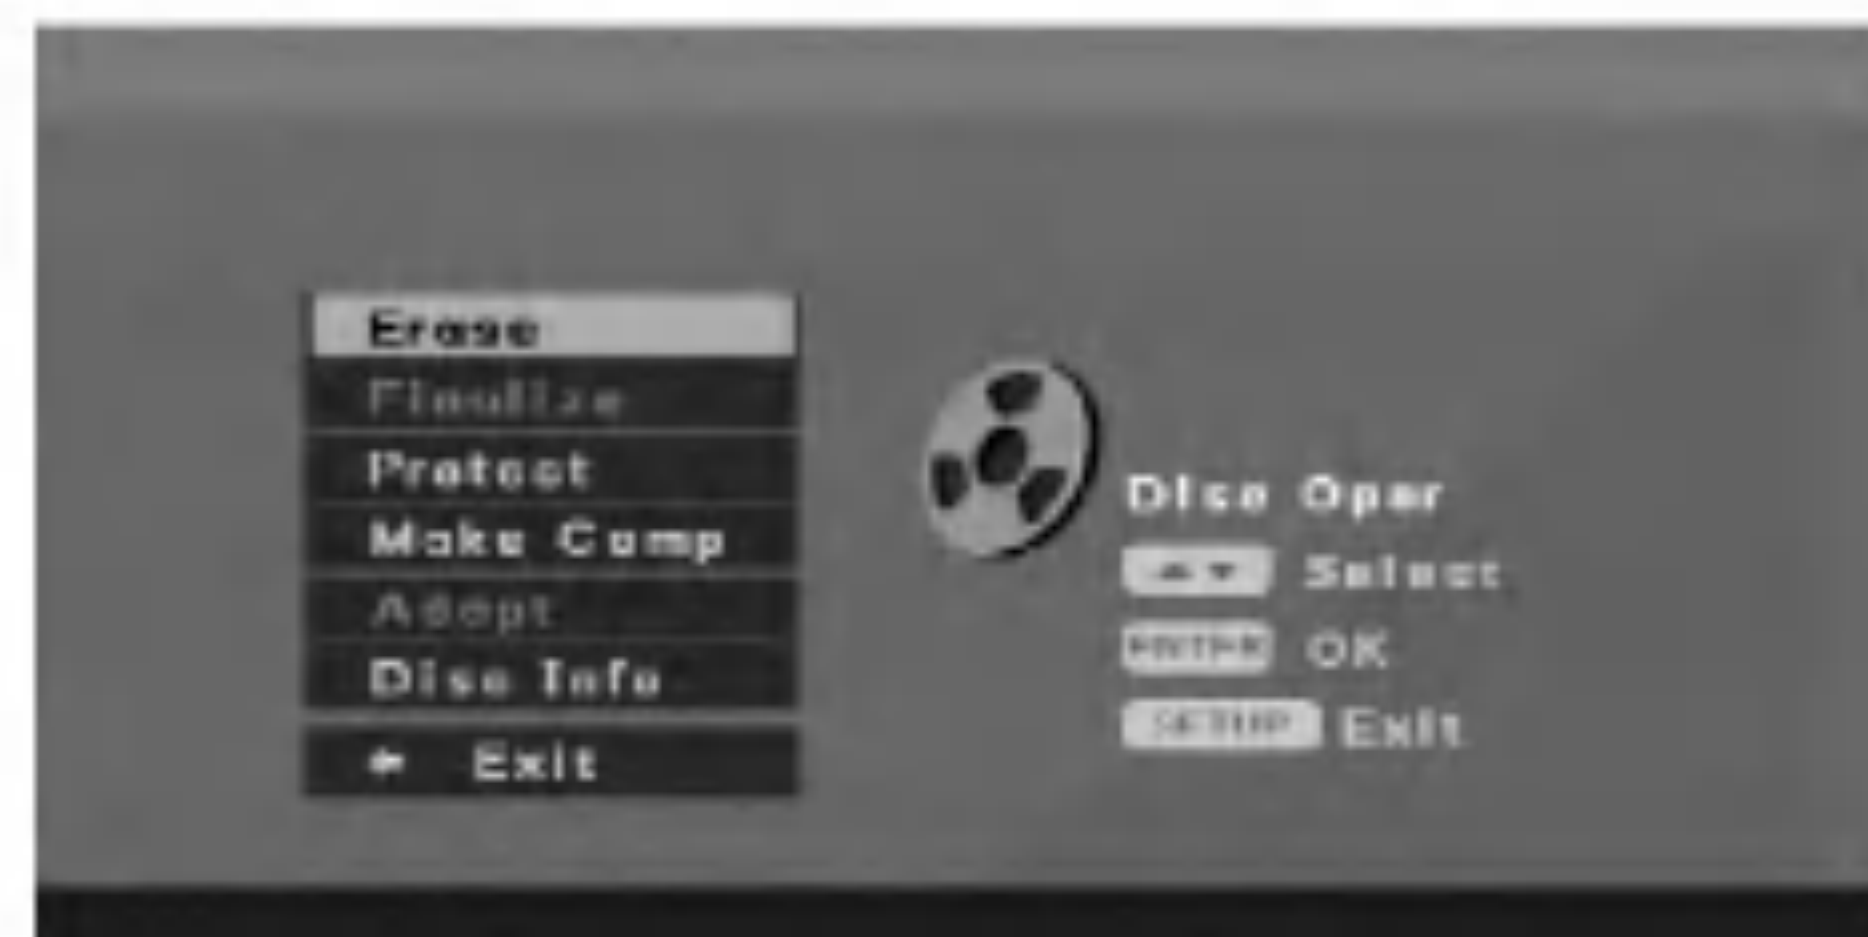 Erase
Finalize
Protect
Make Comp
Adopt
Disc Info
Exit
Disc Oper
Select
ENTER OK
SETUP Exit